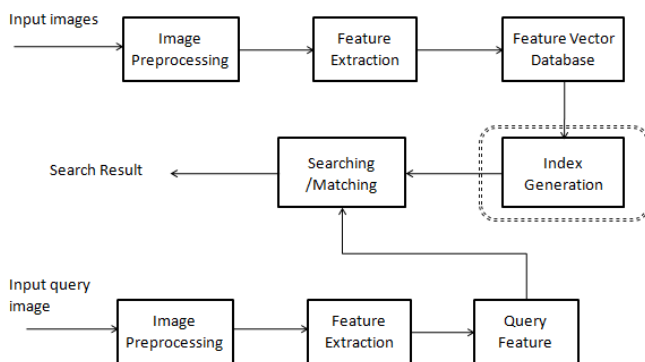 Input images
Image
Preprocessing
Feature
Extraction
Feature Vector
Database
Search Result
Searching
/Matching
Index
Generation
Input query
image
Image
Preprocessing
Feature
Extraction
Query
Feature